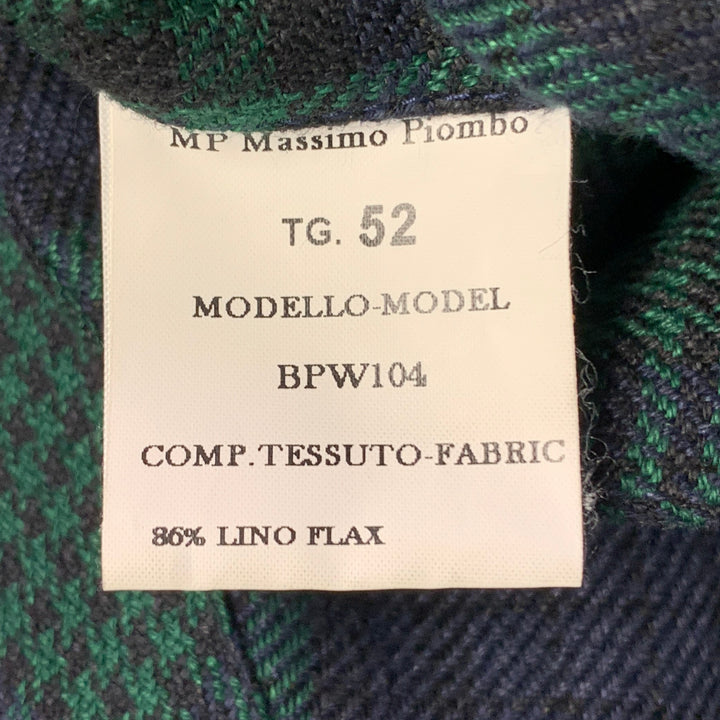 MP Massimo Piombo
TG. 52
MODELLO-MODEL
BPW104
COMP.TESSUTO-FABRIC
86% LINO FLAX